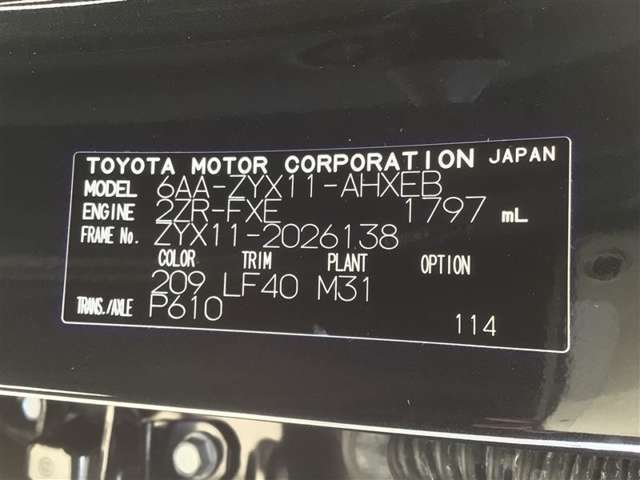 TOYOTA MOTOR CORPORATION JAPAN
MODEL 6AA-ZYX11-AHXEB
ENGINE 2ZR-FXE 1797 mL
FRAME No. ZYX11-2026138
COLOR TRIM PLANT OPTION
209 LF40 M31
TRANS./AXLE P610
114